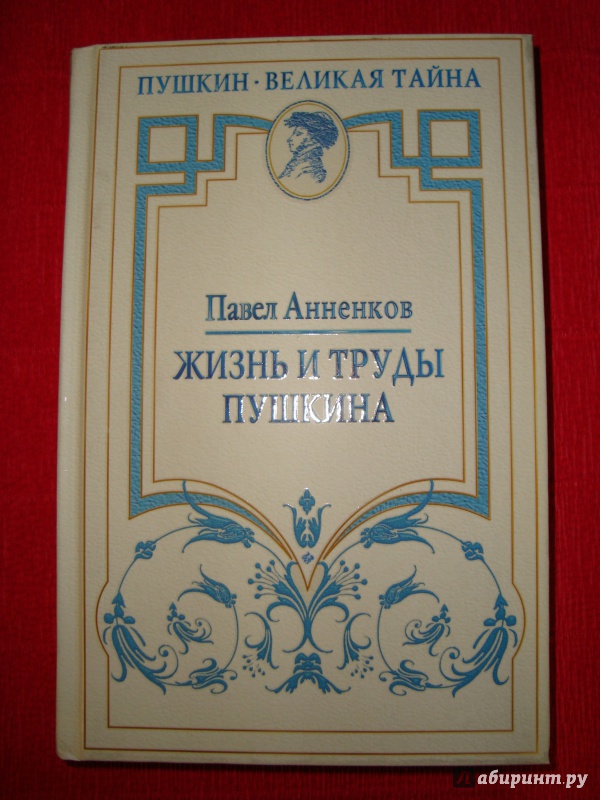 ПУШКИН · ВЕЛИКАЯ ТАЙНА
Павел Анненков
ЖИЗНЬ И ТРУДЫ
ПУШКИНА
Лабиринт.ру